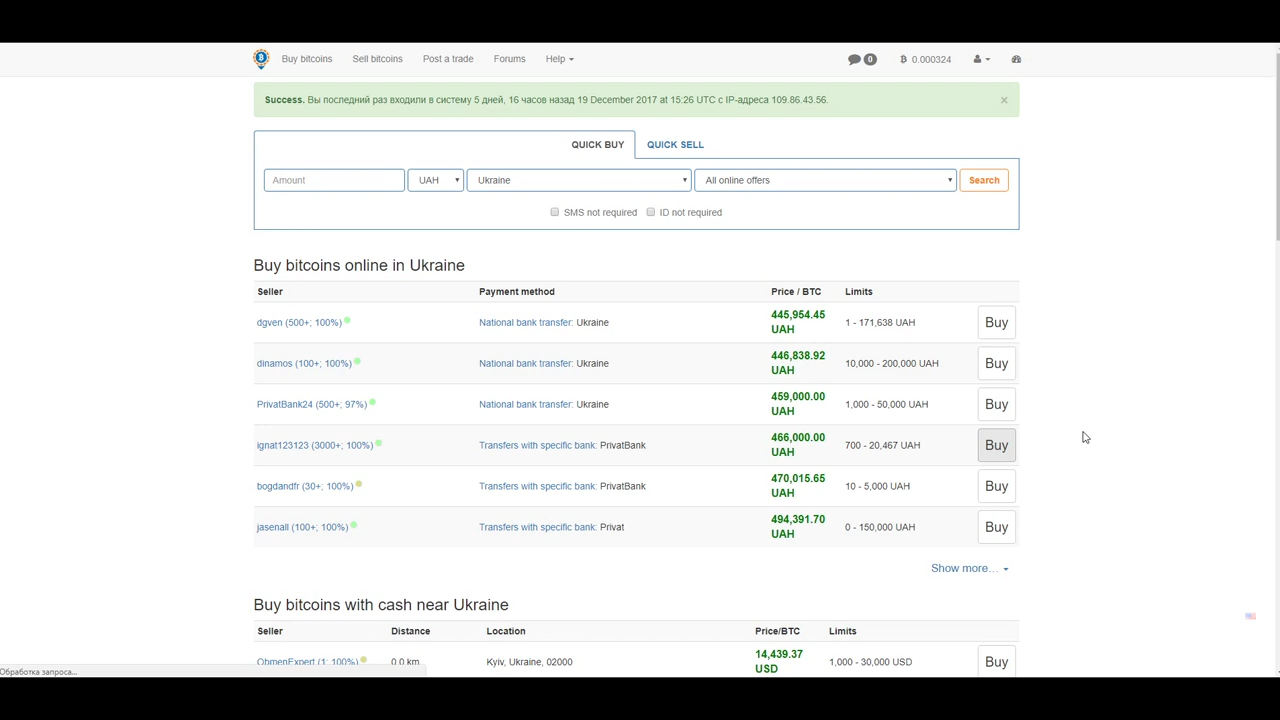 Buy bitcoins Sell bitcoins Post a trade Forums Help 0 0.000324
Success. Вы последний раз входили в систему 5 дней, 16 часов назад 19 December 2017 at 15:26 UTC с IP-адреса 109.86.43.56. ×
QUICK BUY QUICK SELL
Amount UAH Ukraine All online offers Search
SMS not required ID not required
Buy bitcoins online in Ukraine
Seller Payment method Price / BTC Limits
dgven (500+; 100%) National bank transfer: Ukraine 445,954.45 UAH 1 - 171,638 UAH Buy
dinamos (100+; 100%) National bank transfer: Ukraine 446,838.92 UAH 10,000 - 200,000 UAH Buy
PrivatBank24 (500+; 97%) National bank transfer: Ukraine 459,000.00 UAH 1,000 - 50,000 UAH Buy
ignat123123 (3000+; 100%) Transfers with specific bank: PrivatBank 466,000.00 UAH 700 - 20,467 UAH Buy
bogdandfr (30+; 100%) Transfers with specific bank: PrivatBank 470,015.65 UAH 10 - 5,000 UAH Buy
jasenall (100+; 100%) Transfers with specific bank: Privat 494,391.70 UAH 0 - 150,000 UAH Buy
Show more…
Buy bitcoins with cash near Ukraine
Seller Distance Location Price/BTC Limits
ObmenExpert (1; 100%) 0.0 km Kyiv, Ukraine, 02000 14,439.37 USD 1,000 - 30,000 USD Buy
Обработка запроса...